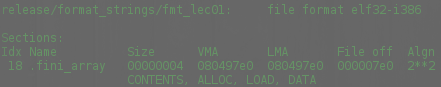 release/format_strings/fmt_lec01:     file format elf32-i386
Sections:
Idx Name          Size      VMA       LMA       File off  Algn
 18 .fini_array   00000004  080497e0  080497e0  000007e0  2**2
                  CONTENTS, ALLOC, LOAD, DATA